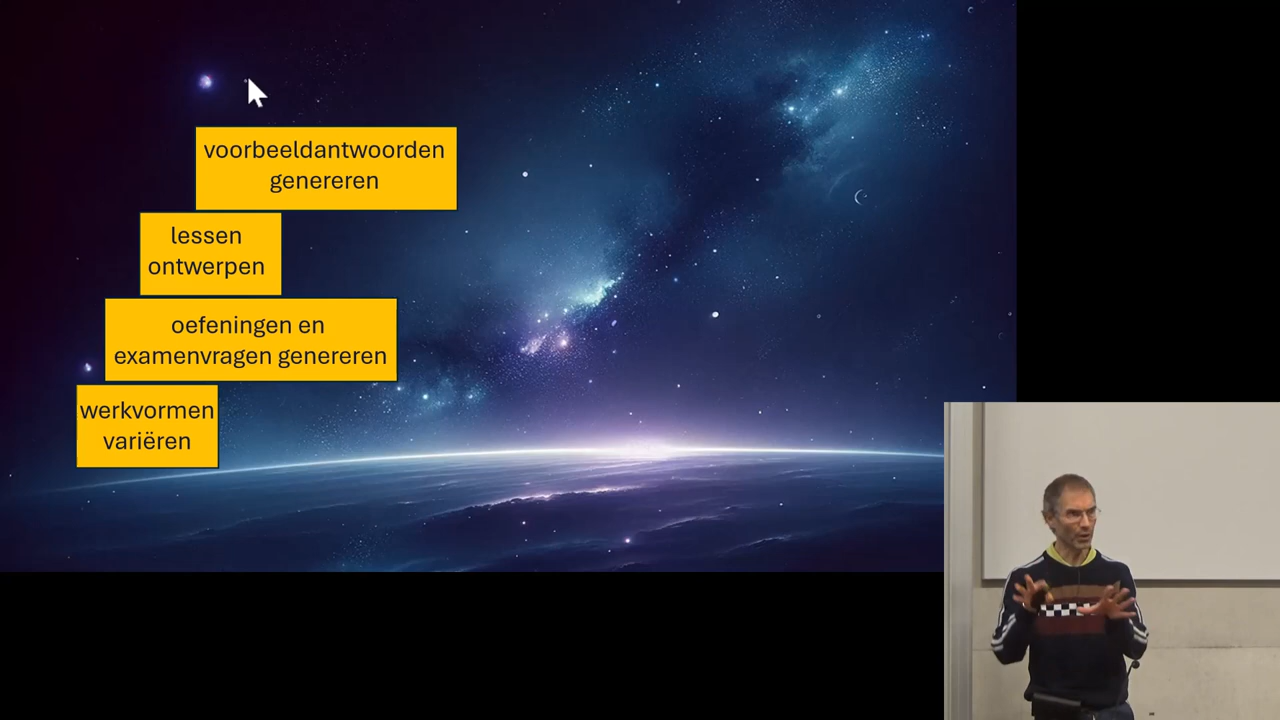 voorbeeldantwoorden
genereren
lessen
ontwerpen
oefeningen en
examenvragen genereren
werkvormen
variëren